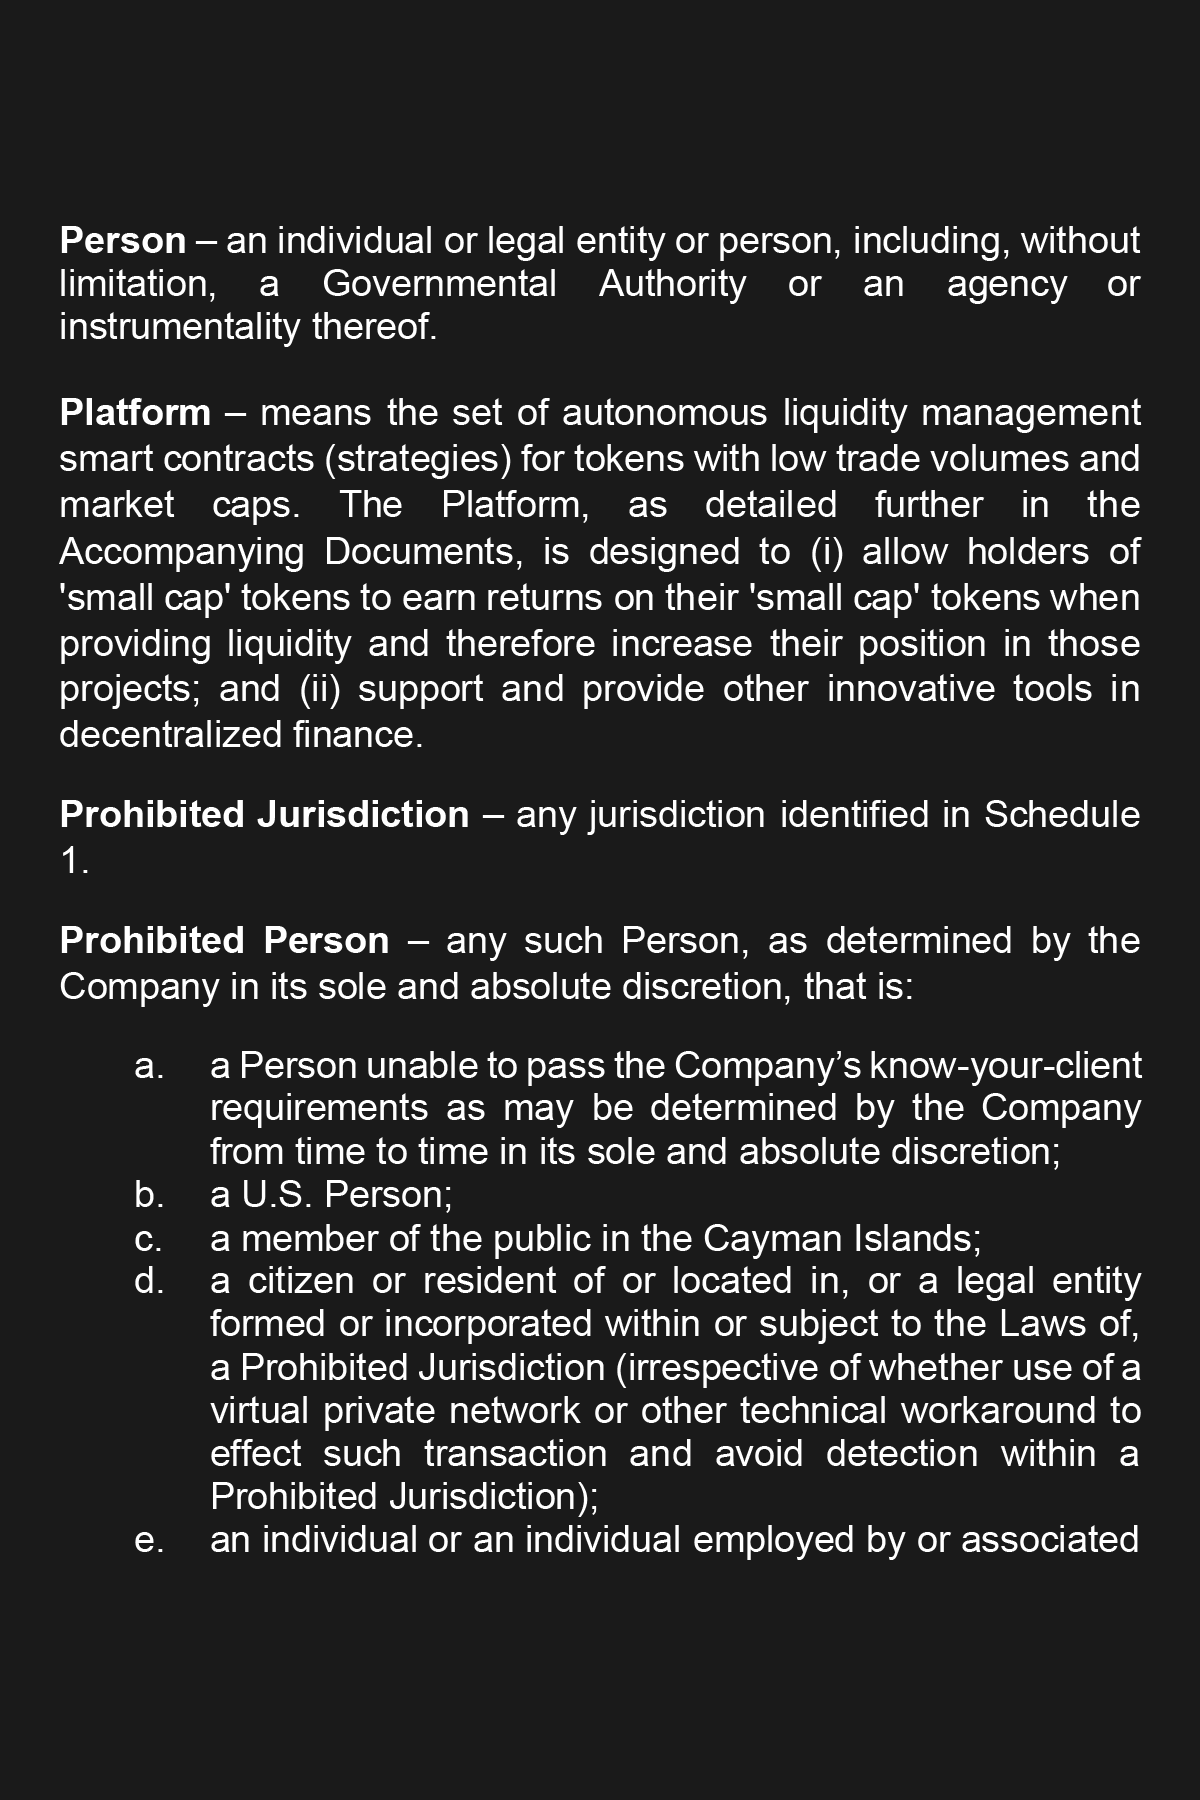 Person – an individual or legal entity or person, including, without
limitation, a Governmental Authority or an agency or
instrumentality thereof.
Platform – means the set of autonomous liquidity management
smart contracts (strategies) for tokens with low trade volumes and
market caps. The Platform, as detailed further in the
Accompanying Documents, is designed to (i) allow holders of
'small cap' tokens to earn returns on their 'small cap' tokens when
providing liquidity and therefore increase their position in those
projects; and (ii) support and provide other innovative tools in
decentralized finance.
Prohibited Jurisdiction – any jurisdiction identified in Schedule
1.
Prohibited Person – any such Person, as determined by the
Company in its sole and absolute discretion, that is:
a. a Person unable to pass the Company’s know-your-client
requirements as may be determined by the Company
from time to time in its sole and absolute discretion;
b. a U.S. Person;
c. a member of the public in the Cayman Islands;
d. a citizen or resident of or located in, or a legal entity
formed or incorporated within or subject to the Laws of,
a Prohibited Jurisdiction (irrespective of whether use of a
virtual private network or other technical workaround to
effect such transaction and avoid detection within a
Prohibited Jurisdiction);
e. an individual or an individual employed by or associated